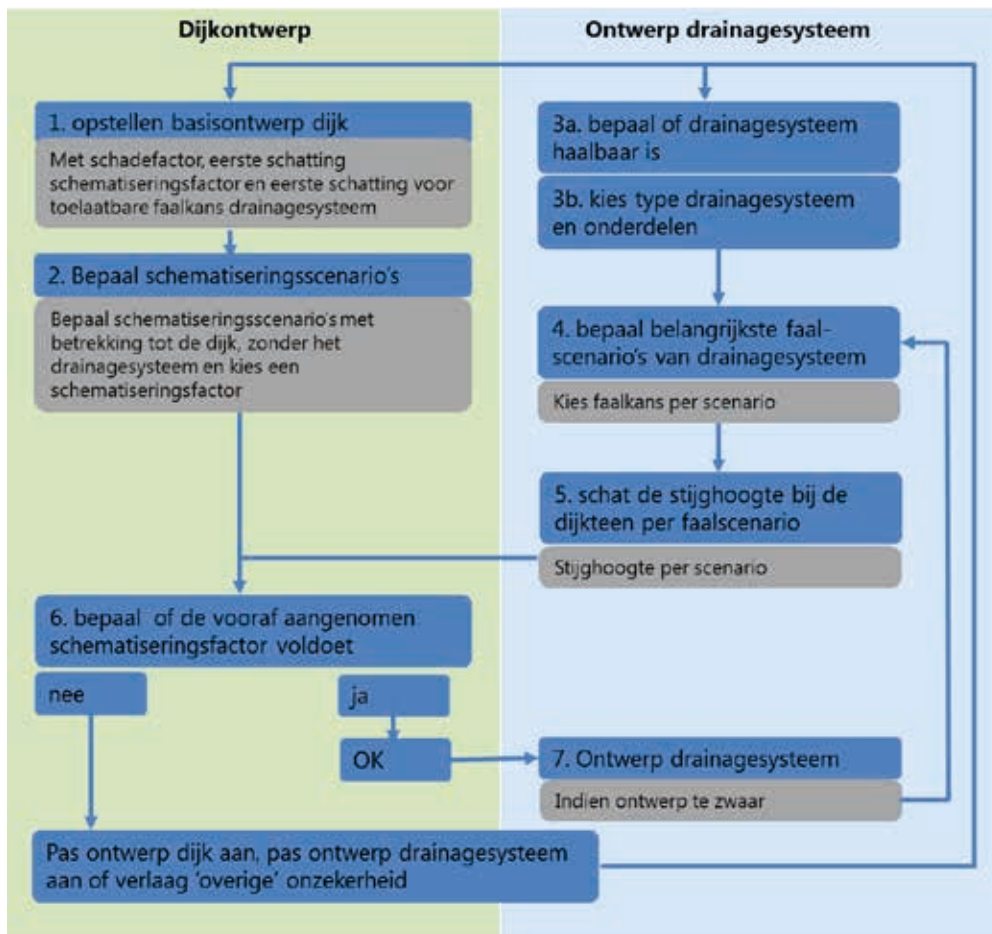 Dijkontwerp
1. opstellen basisontwerp dijk
Met schadefactor, eerste schatting
schematiseringsfactor en eerste schatting voor
toelaatbare faalkans drainagesysteem
2. Bepaal schematiseringsscenario's
Bepaal schematiseringsscenario's met
betrekking tot de dijk, zonder het
drainagesysteem en kies een
schematiseringsfactor
Ontwerp drainagesysteem
3a. bepaal of drainagesysteem
haalbaar is
3b. kies type drainagesysteem
en onderdelen
4. bepaal belangrijkste faal-
scenario's van drainagesysteem
Kies faalkans per scenario
5. schat de stijghoogte bij de
dijkteen per faalscenario
Stijghoogte per scenario
6. bepaal of de vooraf aangenomen
schematiseringsfactor voldoet
nee
ja
OK
7. Ontwerp drainagesysteem
Indien ontwerp te zwaar
Pas ontwerp dijk aan, pas ontwerp drainagesysteem
aan of verlaag 'overige' onzekerheid